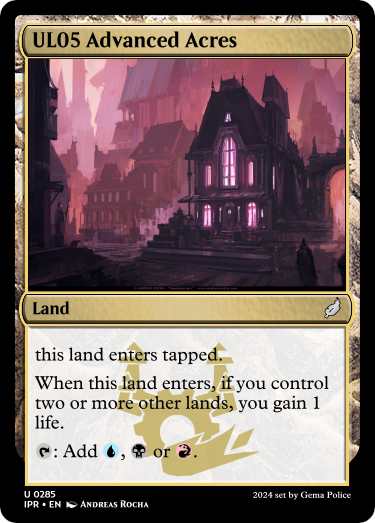 UL05 Advanced Acres
Land
this land enters tapped.
When this land enters, if you control
two or more other lands, you gain 1
life.
: Add , or .
U 0285
IPR • EN Andreas Rocha
2024 set by Gema Police